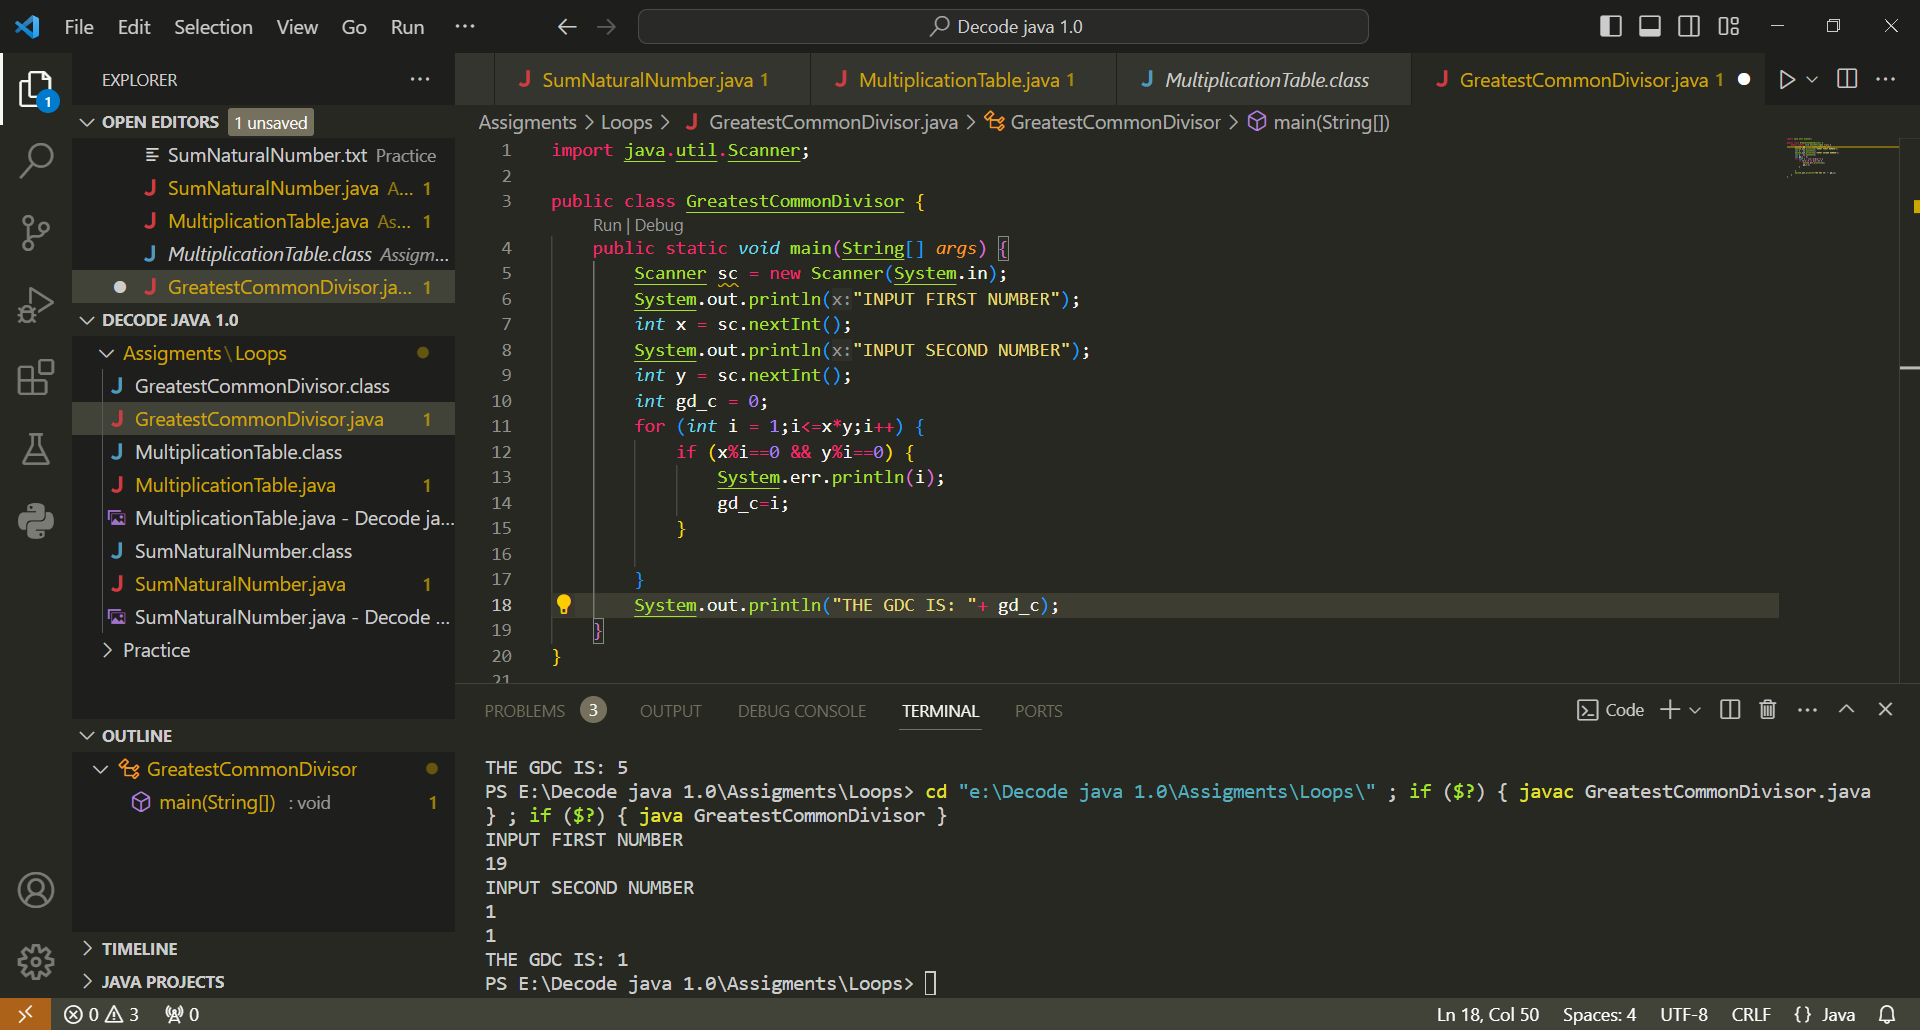 File Edit Selection View Go Run ··· Decode java 1.0
EXPLORER ···
OPEN EDITORS 1 unsaved
SumNaturalNumber.txt Practice
SumNaturalNumber.java A... 1
MultiplicationTable.java As... 1
MultiplicationTable.class Assigm...
GreatestCommonDivisor.ja... 1
DECODE JAVA 1.0
Assigments\Loops
GreatestCommonDivisor.class
GreatestCommonDivisor.java 1
MultiplicationTable.class
MultiplicationTable.java 1
MultiplicationTable.java - Decode ja...
SumNaturalNumber.class
SumNaturalNumber.java 1
SumNaturalNumber.java - Decode ...
Practice
OUTLINE
GreatestCommonDivisor
main(String[]) : void 1
TIMELINE
JAVA PROJECTS
1
SumNaturalNumber.java 1 MultiplicationTable.java 1 MultiplicationTable.class GreatestCommonDivisor.java 1
Assigments > Loops > GreatestCommonDivisor.java > GreatestCommonDivisor > main(String[])
1 import java.util.Scanner;
2
3 public class GreatestCommonDivisor {
Run | Debug
4 public static void main(String[] args) {
5 Scanner sc = new Scanner(System.in);
6 System.out.println(x:"INPUT FIRST NUMBER");
7 int x = sc.nextInt();
8 System.out.println(x:"INPUT SECOND NUMBER");
9 int y = sc.nextInt();
10 int gd_c = 0;
11 for (int i = 1;i<=x*y;i++) {
12 if (x%i==0 && y%i==0) {
13 System.err.println(i);
14 gd_c=i;
15 }
16
17 }
18 System.out.println("THE GDC IS: "+ gd_c);
19 }
20 }
21
PROBLEMS 3 OUTPUT DEBUG CONSOLE TERMINAL PORTS Code
THE GDC IS: 5
PS E:\Decode java 1.0\Assigments\Loops> cd "e:\Decode java 1.0\Assigments\Loops\" ; if ($?) { javac GreatestCommonDivisor.java
} ; if ($?) { java GreatestCommonDivisor }
INPUT FIRST NUMBER
19
INPUT SECOND NUMBER
1
1
THE GDC IS: 1
PS E:\Decode java 1.0\Assigments\Loops>
0 3 0 Ln 18, Col 50 Spaces: 4 UTF-8 CRLF {} Java